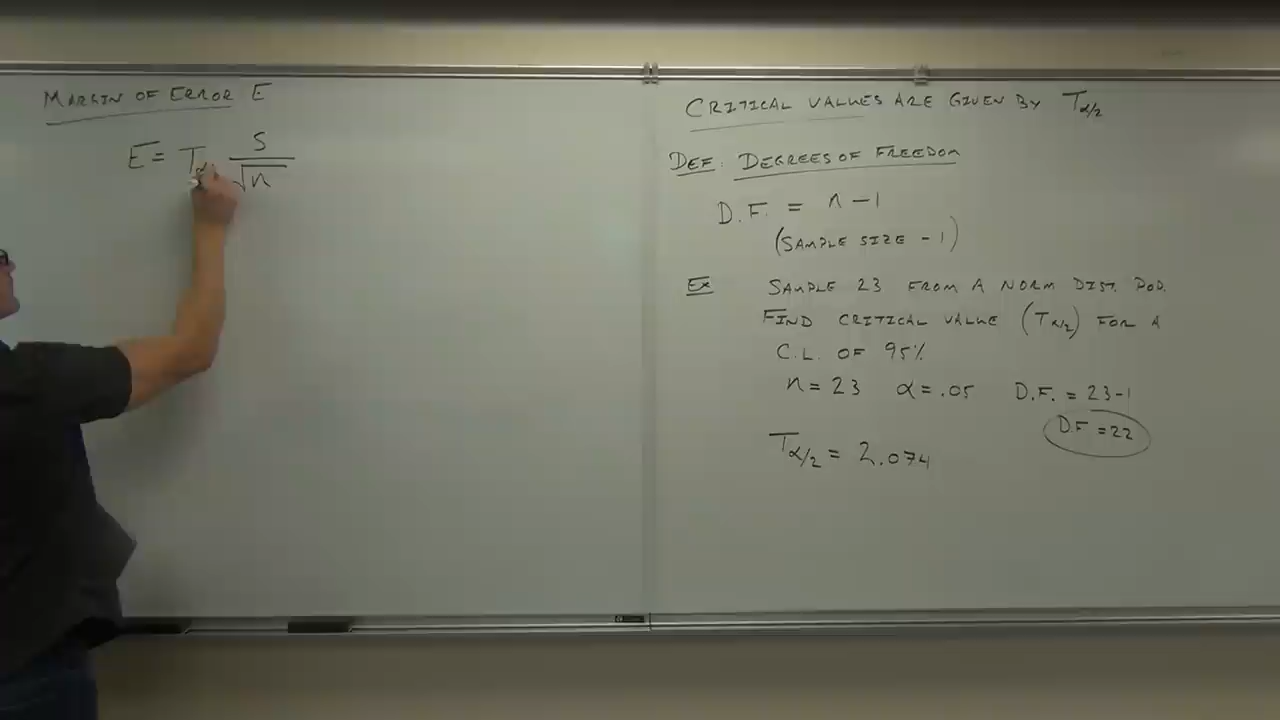 MARGIN OF ERROR E
E = T s
√n
CRITICAL VALUES ARE GIVEN BY Tα/2
DEF: DEGREES OF FREEDOM
D.F. = n - 1
(SAMPLE SIZE - 1)
EX SAMPLE 23 FROM A NORM DIST. POP.
FIND CRITICAL VALUE (Tα/2) FOR A
C.L. OF 95%
n = 23 α = .05 D.F. = 23-1
D.F = 22
Tα/2 = 2.074